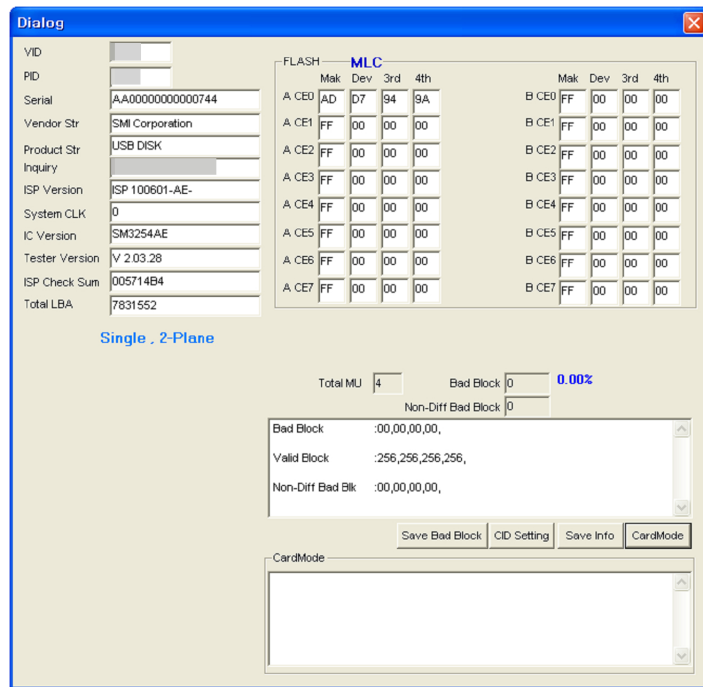 Dialog
VID
PID
Serial AA00000000000744
Vendor Str SMI Corporation
Product Str USB DISK
Inquiry
ISP Version ISP 100601-AE-
System CLK 0
IC Version SM3254AE
Tester Version V 2.03.28
ISP Check Sum 005714B4
Total LBA 7831552
Single , 2-Plane
FLASH MLC
Mak Dev 3rd 4th
A CE0 AD D7 94 9A
A CE1 FF 00 00 00
A CE2 FF 00 00 00
A CE3 FF 00 00 00
A CE4 FF 00 00 00
A CE5 FF 00 00 00
A CE6 FF 00 00 00
A CE7 FF 00 00 00
Mak Dev 3rd 4th
B CE0 FF 00 00 00
B CE1 FF 00 00 00
B CE2 FF 00 00 00
B CE3 FF 00 00 00
B CE4 FF 00 00 00
B CE5 FF 00 00 00
B CE6 FF 00 00 00
B CE7 FF 00 00 00
Total MU 4 Bad Block 0 0.00%
Non-Diff Bad Block 0
Bad Block :00,00,00,00,
Valid Block :256,256,256,256,
Non-Diff Bad Blk :00,00,00,00,
Save Bad Block CID Setting Save Info CardMode
CardMode